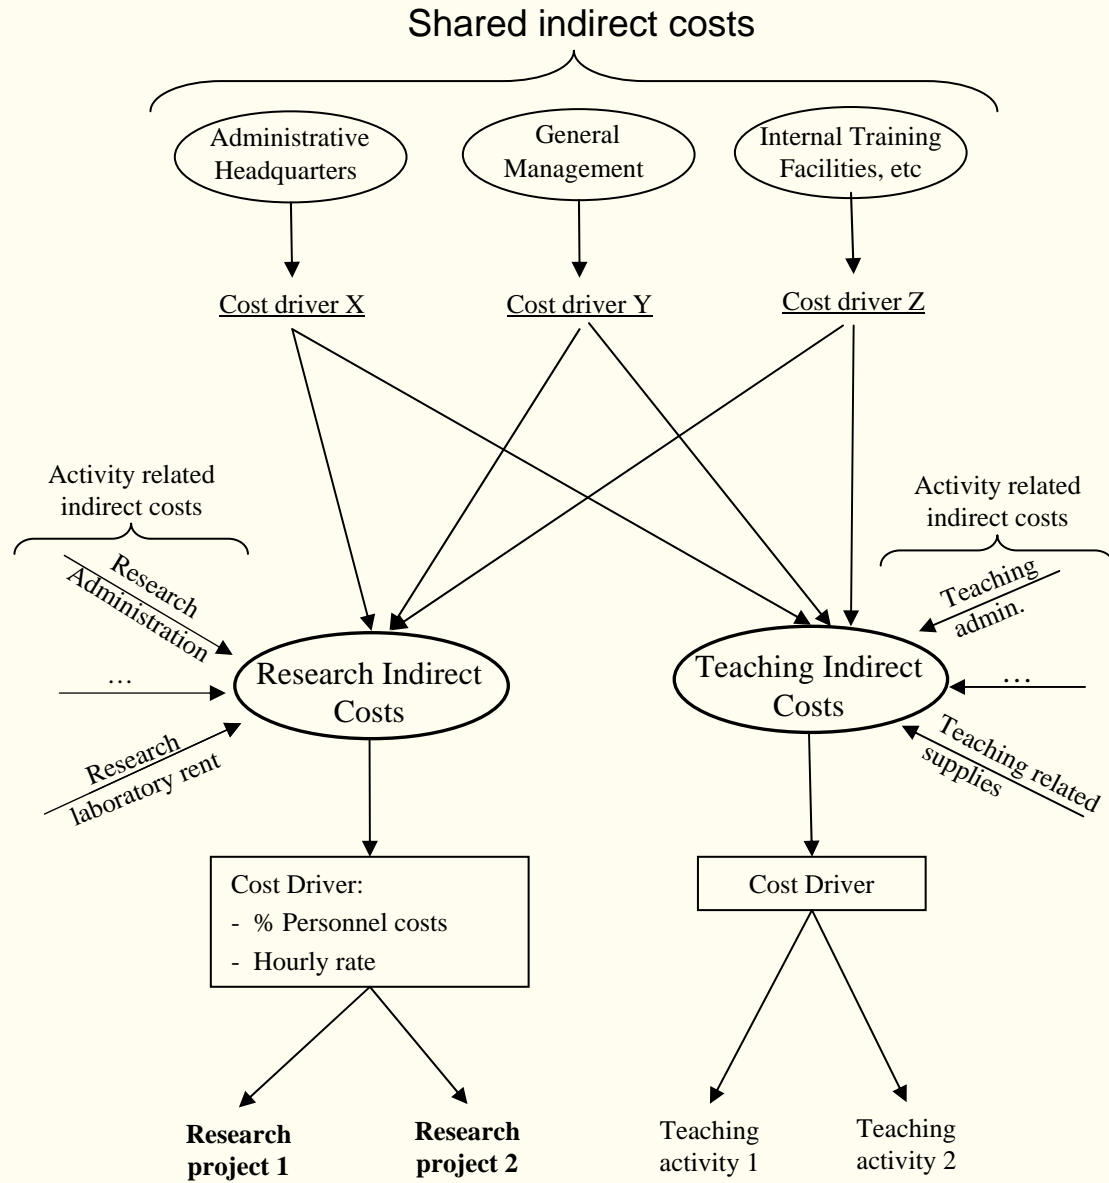 Shared indirect costs
Administrative
Headquarters
General
Management
Internal Training
Facilities, etc
Cost driver X
Cost driver Y
Cost driver Z
Activity related
indirect costs
Activity related
indirect costs
Research
Administration
...
Research
laboratory rent
Research Indirect
Costs
Teaching Indirect
Costs
Teaching
admin.
...
Teaching related
supplies
Cost Driver:
- % Personnel costs
- Hourly rate
Cost Driver
Research
project 1
Research
project 2
Teaching
activity 1
Teaching
activity 2